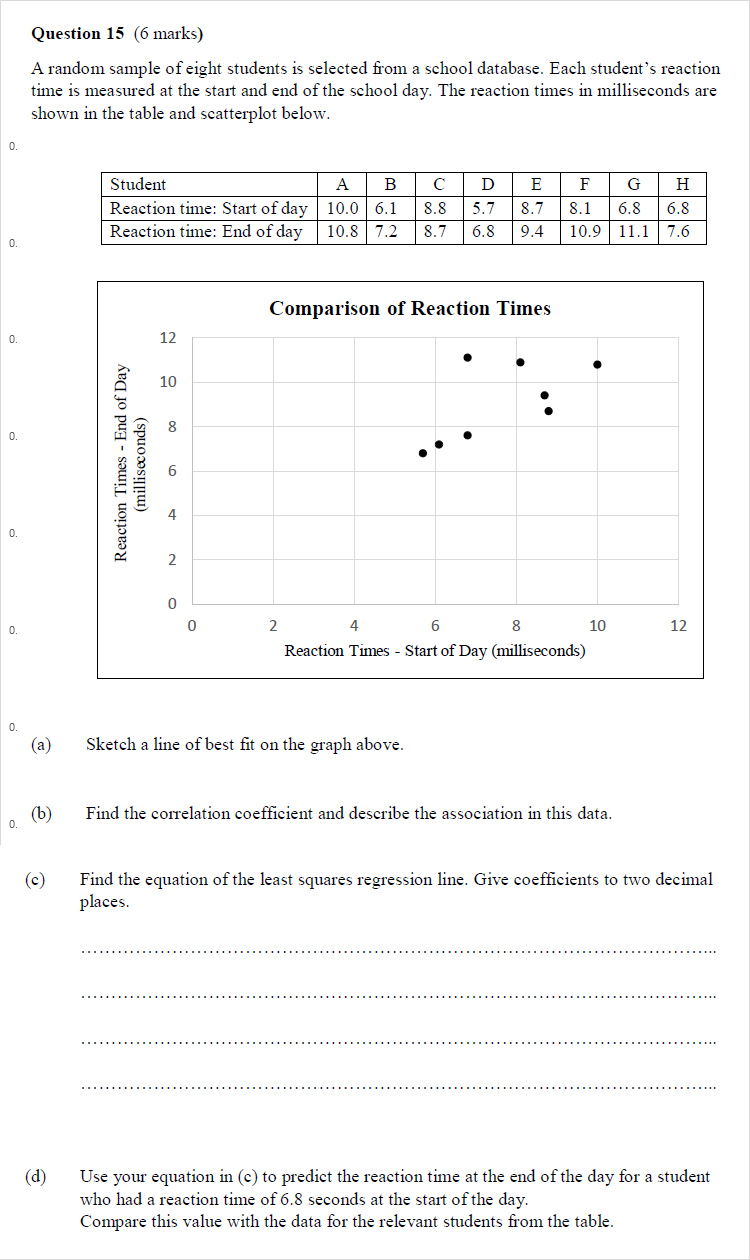 Question 15 (6 marks)
A random sample of eight students is selected from a school database. Each student’s reaction
time is measured at the start and end of the school day. The reaction times in milliseconds are
shown in the table and scatterplot below.
0.
Student A B C D E F G H
Reaction time: Start of day 10.0 6.1 8.8 5.7 8.7 8.1 6.8 6.8
Reaction time: End of day 10.8 7.2 8.7 6.8 9.4 10.9 11.1 7.6
0.
Comparison of Reaction Times
Reaction Times - End of Day
(milliseconds)
12
0.
10
8
0.
6
4
0.
2
0
0 2 4 6 8 10 12
0.
Reaction Times - Start of Day (milliseconds)
0.
(a) Sketch a line of best fit on the graph above.
(b) Find the correlation coefficient and describe the association in this data.
0.
(c) Find the equation of the least squares regression line. Give coefficients to two decimal
places.
(d) Use your equation in (c) to predict the reaction time at the end of the day for a student
who had a reaction time of 6.8 seconds at the start of the day.
Compare this value with the data for the relevant students from the table.